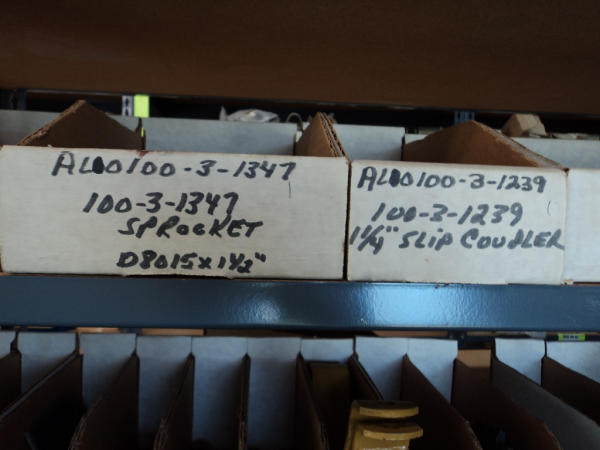 AL00100-3-1347
100-3-1347
SPROCKET
D8015x1½"
AL00100-3-1239
100-3-1239
1¼" SLIP COUPLER